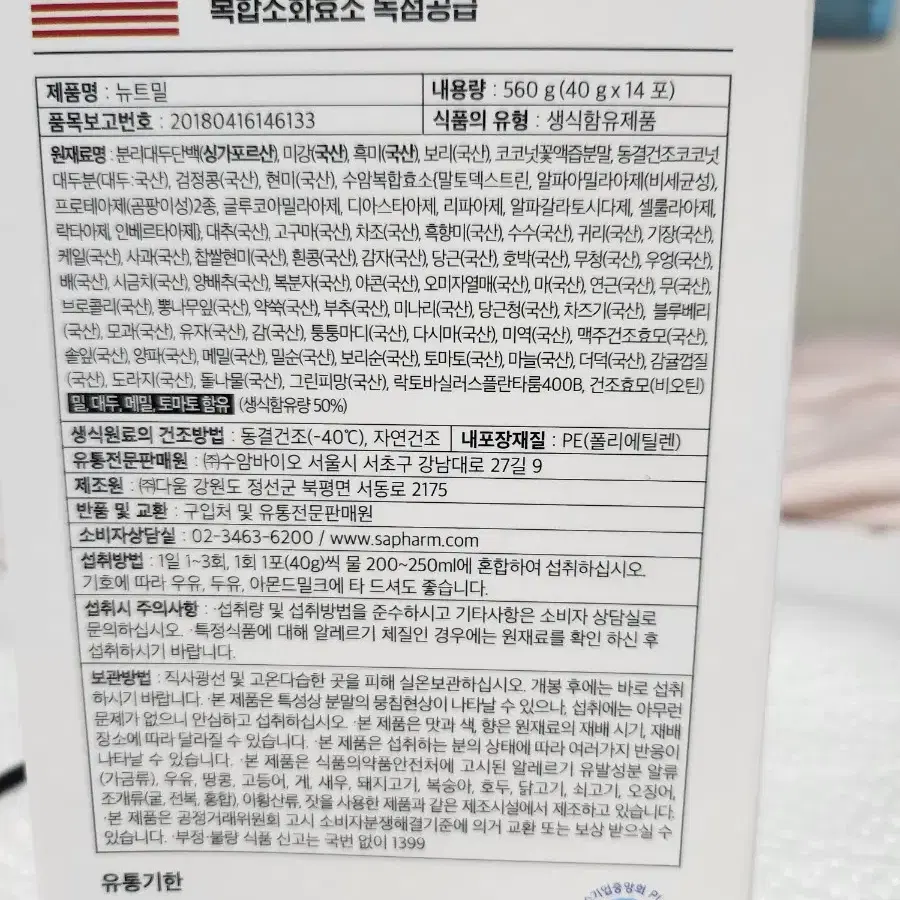 복합소화효소 독점공급
제품명 : 뉴트밀
내용량 : 560 g (40 g x 14 포)
품목보고번호 : 20180416146133
식품의 유형 : 생식함유제품
원재료명 : 분리대두단백(싱가포르산), 미강(국산), 흑미(국산), 보리(국산), 코코넛꽃액즙분말, 동결건조코코넛
대두분(대두:국산), 검정콩(국산), 현미(국산), 수암복합효소{말토덱스트린, 알파아밀라아제(비세균성),
프로테아제(곰팡이성)2종, 글루코아밀라아제, 디아스타아제, 리파아제, 알파갈락토시다제, 셀룰라아제,
락타아제, 인베르타아제}, 대추(국산), 고구마(국산), 차조(국산), 흑향미(국산), 수수(국산), 귀리(국산), 기장(국산),
케일(국산), 사과(국산), 찹쌀현미(국산), 흰콩(국산), 감자(국산), 당근(국산), 호박(국산), 무청(국산), 우엉(국산),
배(국산), 시금치(국산), 양배추(국산), 복분자(국산), 야콘(국산), 오미자열매(국산), 마(국산), 연근(국산), 무(국산),
브로콜리(국산), 뽕나무잎(국산), 약쑥(국산), 부추(국산), 미나리(국산), 당근청(국산), 차즈기(국산), 블루베리
(국산), 모과(국산), 유자(국산), 감(국산), 퉁퉁마디(국산), 다시마(국산), 미역(국산), 맥주건조효모(국산),
솔잎(국산), 양파(국산), 메밀(국산), 밀순(국산), 보리순(국산), 토마토(국산), 마늘(국산), 더덕(국산), 감귤껍질
(국산), 도라지(국산), 돌나물(국산), 그린피망(국산), 락토바실러스플란타룸400B, 건조효모(비오틴)
밀, 대두, 메밀, 토마토 함유 (생식함유량 50%)
생식원료의 건조방법 : 동결건조(-40℃), 자연건조
내포장재질 : PE(폴리에틸렌)
유통전문판매원 : ㈜수암바이오 서울시 서초구 강남대로 27길 9
제조원 : ㈜다움 강원도 정선군 북평면 서동로 2175
반품 및 교환 : 구입처 및 유통전문판매원
소비자상담실 : 02-3463-6200 / www.sapharm.com
섭취방법 : 1일 1~3회, 1회 1포(40g)씩 물 200~250ml에 혼합하여 섭취하십시오.
기호에 따라 우유, 두유, 아몬드밀크에 타 드셔도 좋습니다.
섭취시 주의사항 : ·섭취량 및 섭취방법을 준수하시고 기타사항은 소비자 상담실로
문의하십시오. ·특정식품에 대해 알레르기 체질인 경우에는 원재료를 확인 하신 후
섭취하시기 바랍니다.
보관방법 : 직사광선 및 고온다습한 곳을 피해 실온보관하십시오. 개봉 후에는 바로 섭취
하시기 바랍니다. ·본 제품은 특성상 분말의 뭉침현상이 나타날 수 있으나, 섭취에는 아무런
문제가 없으니 안심하고 섭취하십시오. ·본 제품은 맛과 색, 향은 원재료의 재배 시기, 재배
장소에 따라 달라질 수 있습니다. ·본 제품은 섭취하는 분의 상태에 따라 여러가지 반응이
나타날 수 있습니다. ·본 제품은 식품의약품안전처에 고시된 알레르기 유발성분 알류
(가금류), 우유, 땅콩, 고등어, 게, 새우, 돼지고기, 복숭아, 호두, 닭고기, 쇠고기, 오징어,
조개류(굴, 전복, 홍합), 아황산류, 잣을 사용한 제품과 같은 제조시설에서 제조하고 있습니다.
·본 제품은 공정거래위원회 고시 소비자분쟁해결기준에 의거 교환 또는 보상 받으실 수
있습니다. ·부정·불량 식품 신고는 국번 없이 1399
유통기한